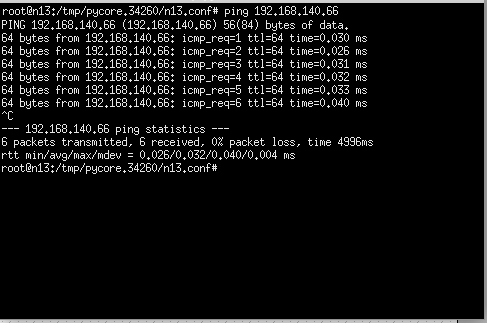 root@n13:/tmp/pycore.34260/n13.conf# ping 192.168.140.66
PING 192.168.140.66 (192.168.140.66) 56(84) bytes of data.
64 bytes from 192.168.140.66: icmp_req=1 ttl=64 time=0.030 ms
64 bytes from 192.168.140.66: icmp_req=2 ttl=64 time=0.026 ms
64 bytes from 192.168.140.66: icmp_req=3 ttl=64 time=0.031 ms
64 bytes from 192.168.140.66: icmp_req=4 ttl=64 time=0.032 ms
64 bytes from 192.168.140.66: icmp_req=5 ttl=64 time=0.033 ms
64 bytes from 192.168.140.66: icmp_req=6 ttl=64 time=0.040 ms
^C
--- 192.168.140.66 ping statistics ---
6 packets transmitted, 6 received, 0% packet loss, time 4996ms
rtt min/avg/max/mdev = 0.026/0.032/0.040/0.004 ms
root@n13:/tmp/pycore.34260/n13.conf#